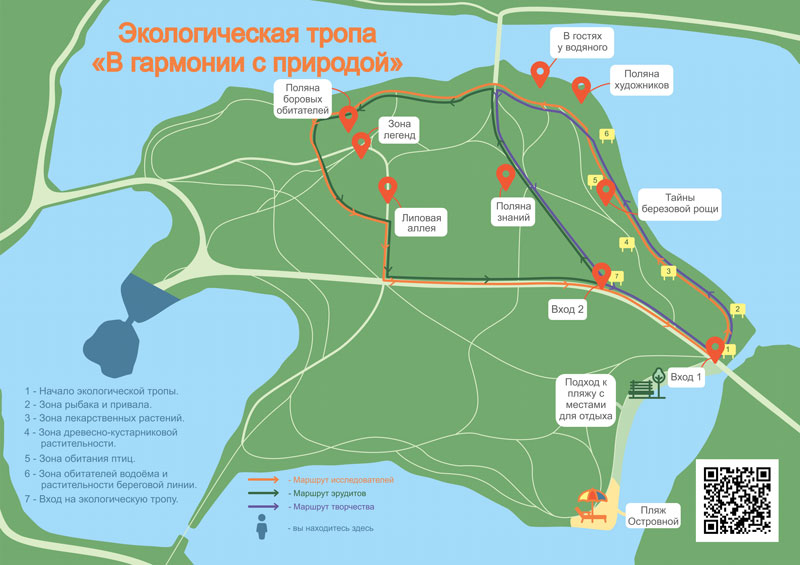 Экологическая тропа
«В гармонии с природой»
В гостях
у водяного
Поляна
художников
Поляна
боровых
обитателей
Зона
легенд
6
5
Тайны
березовой рощи
Липовая
аллея
Поляна
знаний
4
3
7
2
Вход 2
1
Вход 1
Подход к
пляжу с
местами
для отдыха
1 - Начало экологической тропы.
2 - Зона рыбака и привала.
3 - Зона лекарственных растений.
4 - Зона древесно-кустарниковой
растительности.
5 - Зона обитания птиц.
6 - Зона обитателей водоёма и
растительности береговой линии.
7 - Вход на экологическую тропу.
- Маршрут исследователей
- Маршрут эрудитов
- Маршрут творчества
- вы находитесь здесь
Пляж
Островной